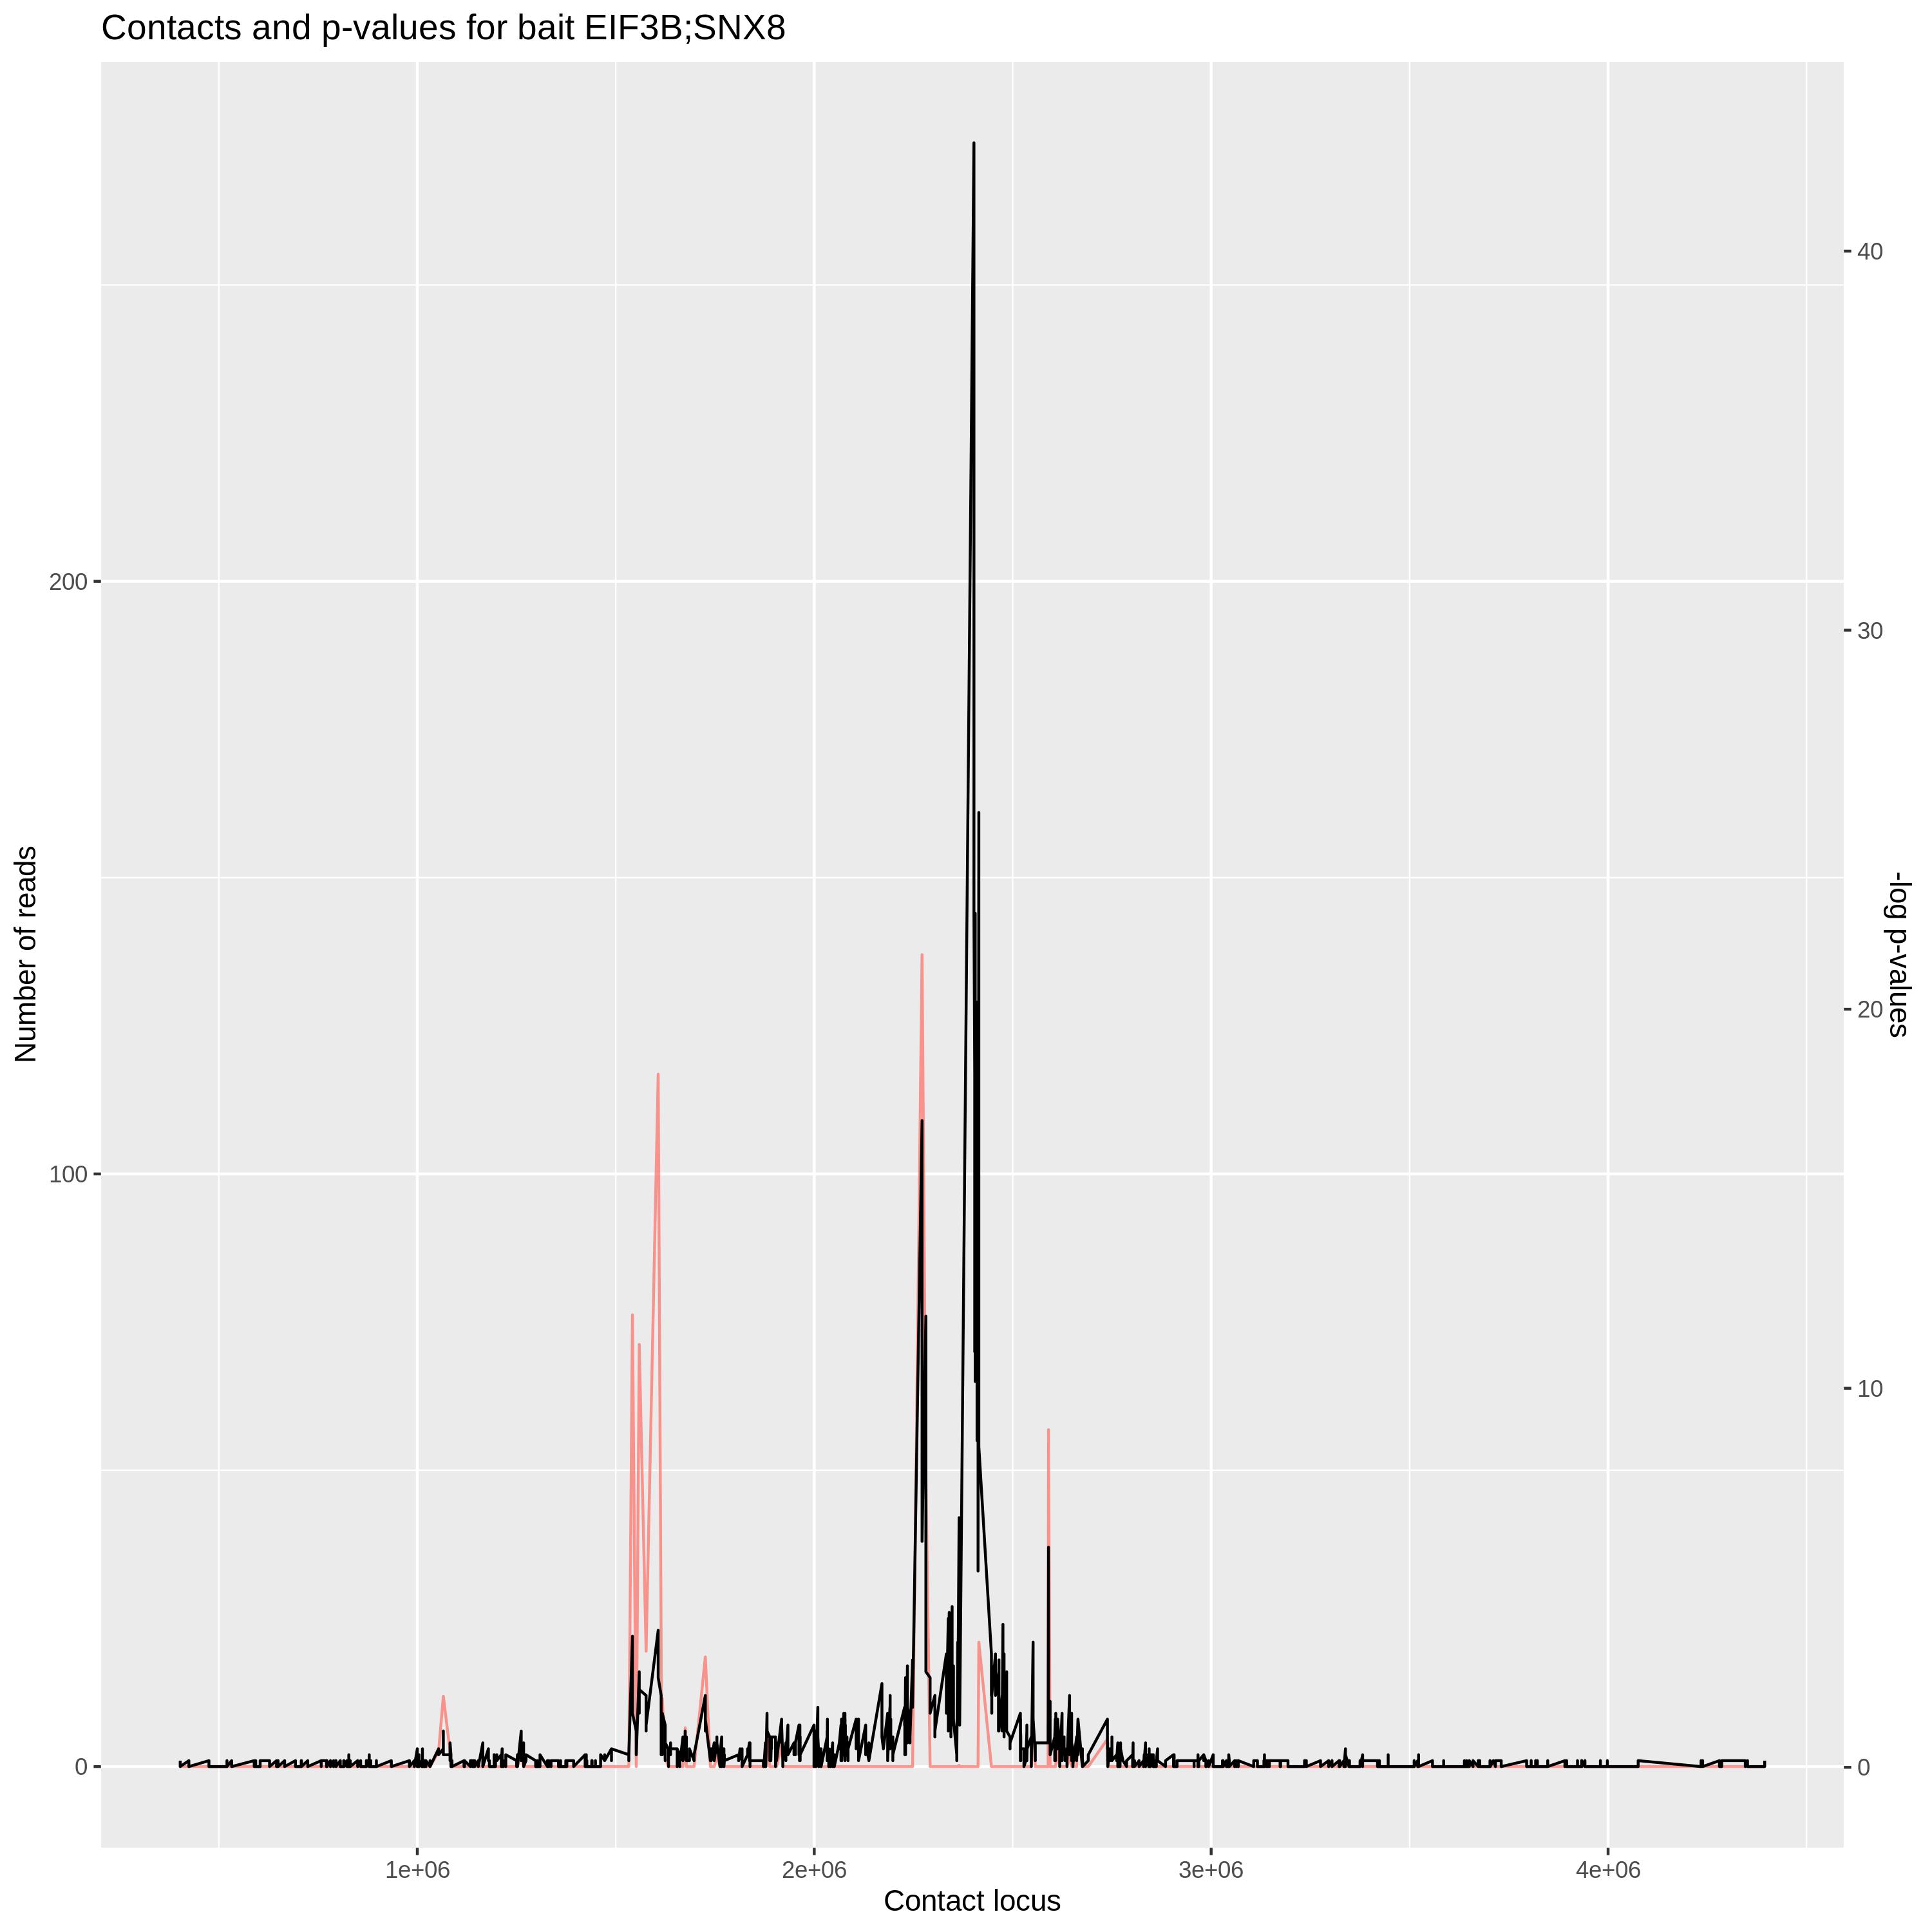 Contacts and p-values for bait EIF3B;SNX8
Number of reads
200
100
0
40
30
20
10
0
-log p-values
1e+06
2e+06
3e+06
4e+06
Contact locus